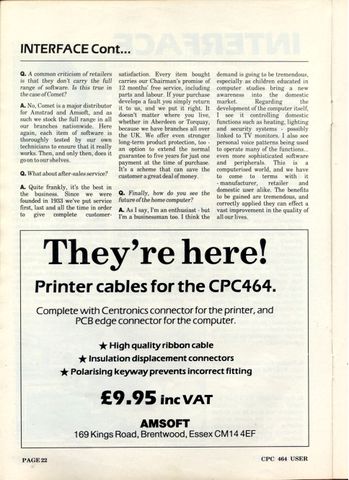 INTERFACE Cont...
Q. A common criticism of retailers
is that they don't carry the full
range of software. Is this true in
the case of Comet?
A. No, Comet is a major distributor
for Amstrad and Amsoft, and as
such we stock the full range in all
our branches nationwide. Here
again, each item of software is
thoroughly tested by our own
technicians to ensure that it really
works. Then, and only then, does it
go on to our shelves.
Q. What about after-sales service?
A. Quite frankly, it's the best in
the business. Since we were
founded in 1933 we've put service
first, last and all the time in order
to give complete customer-
satisfaction. Every item bought
carries our Chairman's promise of
12 months' free service, including
parts and labour. If your purchase
develops a fault you simply return
it to us, and we put it right. It
doesn't matter where you live,
whether in Aberdeen or Torquay,
because we have branches all over
the UK. We offer even stronger
long-term product protection, too -
an option to extend the normal
guarantee to five years for just one
payment at the time of purchase.
It's a scheme that can save the
customer a great deal of money.
Q. Finally, how do you see the
future of the home computer?
A. As I say, I'm an enthusiast - but
I'm a businessman too. I think the
demand is going to be tremendous,
especially as children educated in
computer studies bring a new
awareness into the domestic
market. Regarding the
development of the computer itself,
I see it controlling domestic
functions such as heating, lighting
and security systems - possibly
linked to TV monitors. I also see
personal voice patterns being used
to operate many of the functions...
even more sophisticated software
and peripherals. This is a
computerised world, and we have
to come to terms with it
- manufacturer, retailer and
domestic user alike. The benefits
to be gained are tremendous, and
correctly applied they can effect a
vast improvement in the quality of
all our lives.
They're here!
Printer cables for the CPC464.
Complete with Centronics connector for the printer, and
PCB edge connector for the computer.
★ High quality ribbon cable
★ Insulation displacement connectors
★ Polarising keyway prevents incorrect fitting
£9.95 inc VAT
AMSOFT
169 Kings Road, Brentwood, Essex CM14 4EF
PAGE 22
CPC 464 USER